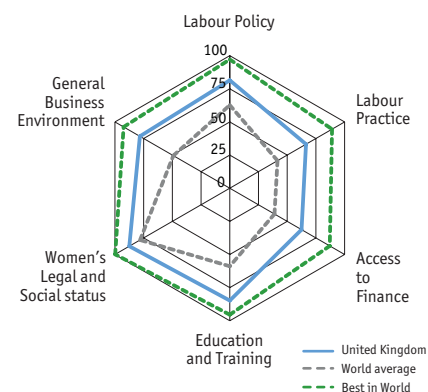 Labour Policy
100
75
50
25
0
General
Business
Environment
Labour
Practice
Women's
Legal and
Social status
Access
to
Finance
Education
and Training
United Kingdom
World average
Best in World